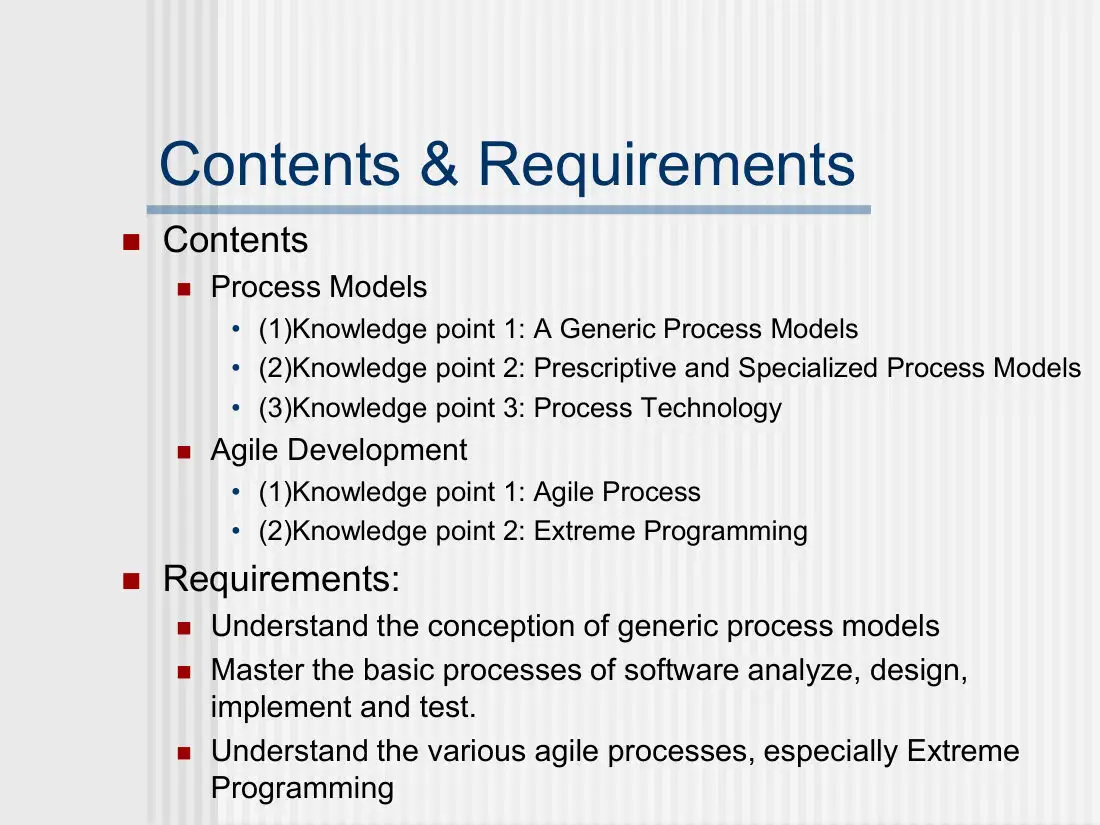 Contents & Requirements
Contents
Process Models
(1)Knowledge point 1: A Generic Process Models
(2)Knowledge point 2: Prescriptive and Specialized Process Models
(3)Knowledge point 3: Process Technology
Agile Development
(1)Knowledge point 1: Agile Process
(2)Knowledge point 2: Extreme Programming
Requirements:
Understand the conception of generic process models
Master the basic processes of software analyze, design,
implement and test.
Understand the various agile processes, especially Extreme
Programming